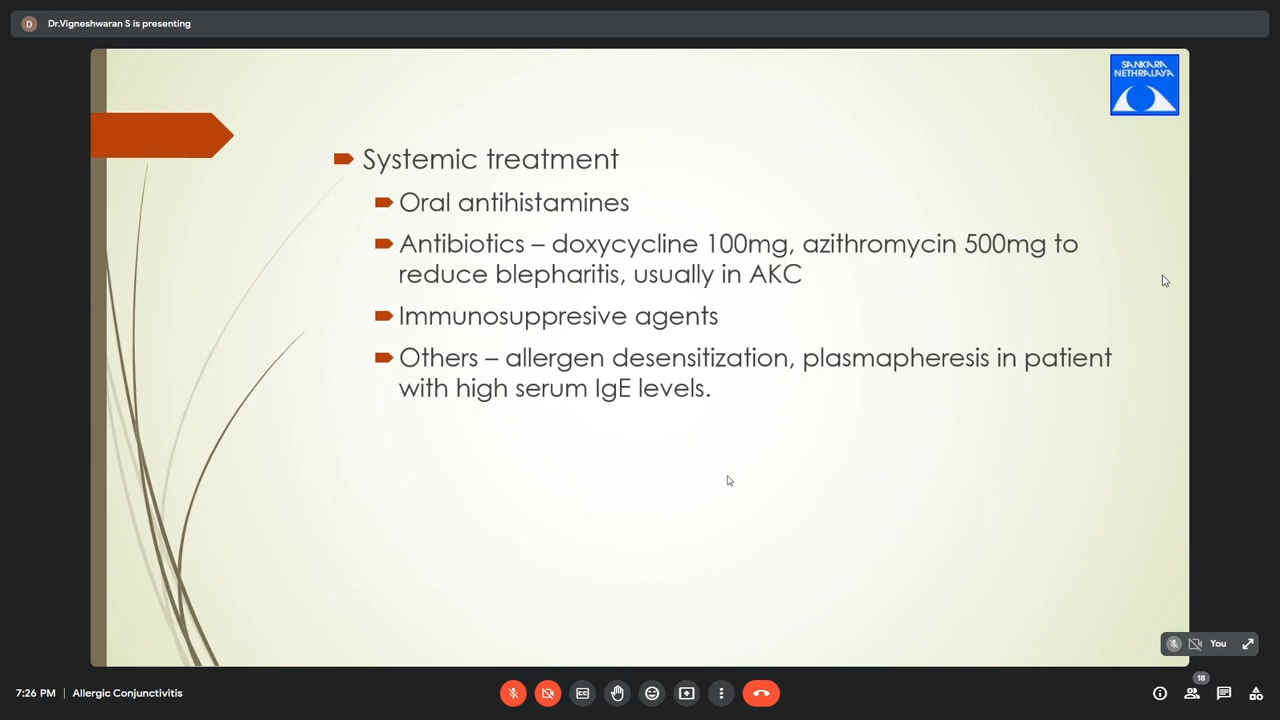 D Dr.Vigneshwaran S is presenting
SANKARA
NETHRALAYA
Systemic treatment
Oral antihistamines
Antibiotics – doxycycline 100mg, azithromycin 500mg to
reduce blepharitis, usually in AKC
Immunosuppresive agents
Others – allergen desensitization, plasmapheresis in patient
with high serum IgE levels.
You
7:26 PM | Allergic Conjunctivitis
18